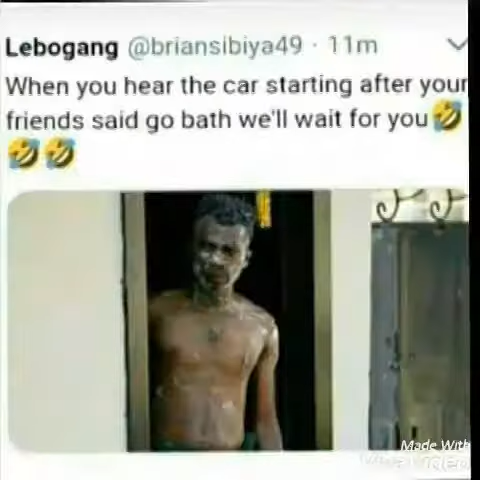 Lebogang @briansibiya49 · 11m
When you hear the car starting after your
friends said go bath we'll wait for you🤣
🤣🤣
Made With